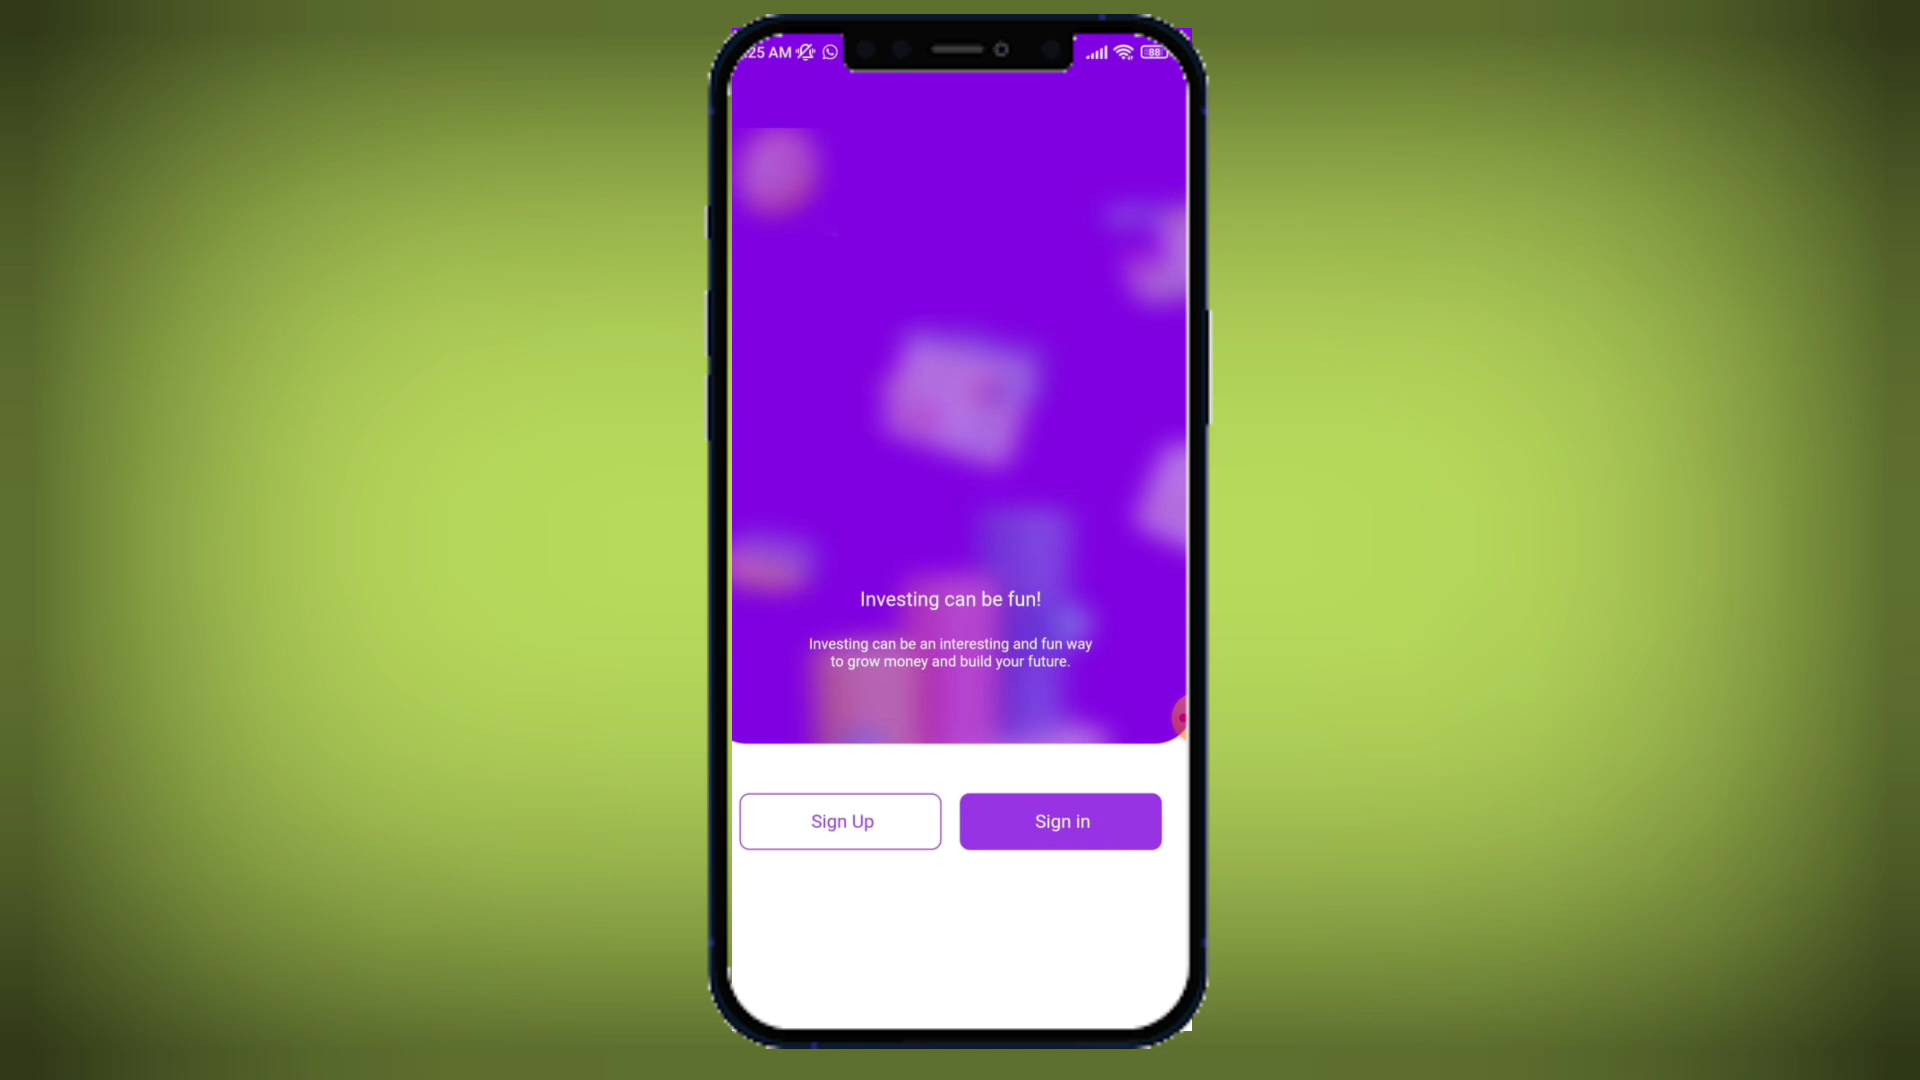 25 AM
88
Investing can be fun!
Investing can be an interesting and fun way
to grow money and build your future.
Sign Up
Sign in